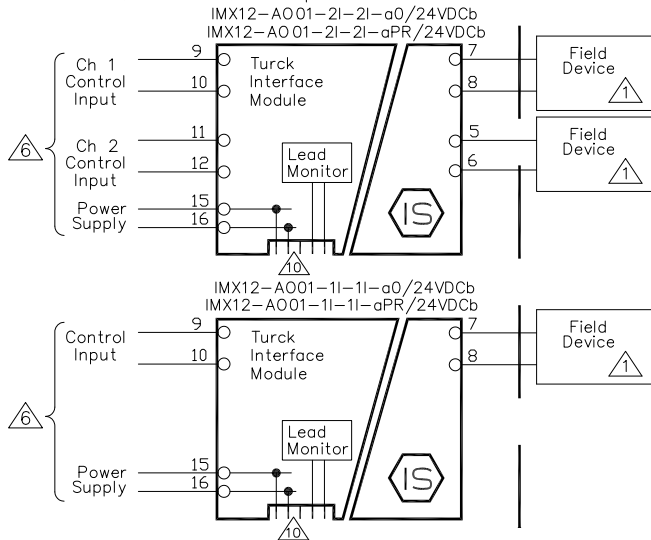 IMX12-AO01-2I-2I-a0/24VDCb
IMX12-AO01-2I-2I-aPR/24VDCb
9
7
Ch 1
Control
Input
Turck
Interface
Module
Field
Device
10
8
1
11
5
6
Ch 2
Control
Input
Lead
Monitor
Field
Device
12
6
1
Power
Supply
15
16
IS
10
IMX12-AO01-1I-1I-a0/24VDCb
IMX12-AO01-1I-1I-aPR/24VDCb
9
7
Control
Input
Turck
Interface
Module
Field
Device
10
8
1
6
Lead
Monitor
Power
Supply
15
16
IS
10